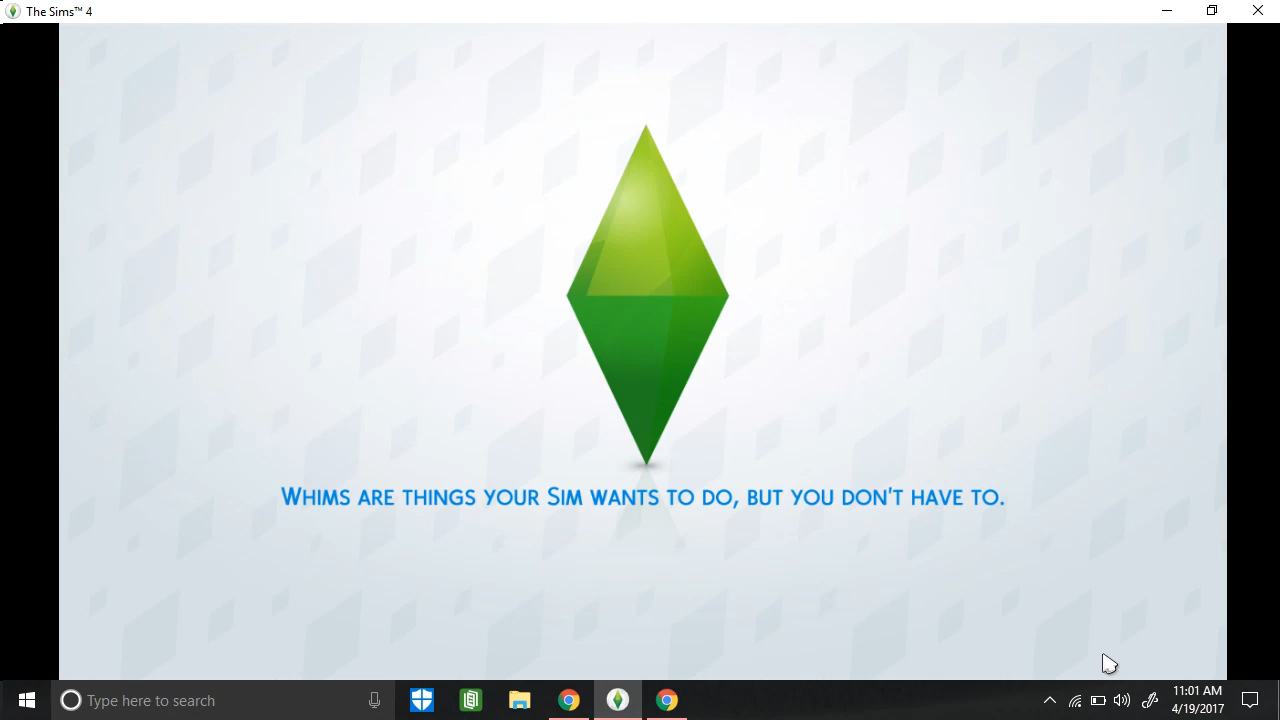 The Sims™ 4
WHIMS ARE THINGS YOUR SIM WANTS TO DO, BUT YOU DON'T HAVE TO.
Type here to search
11:01 AM
4/19/2017